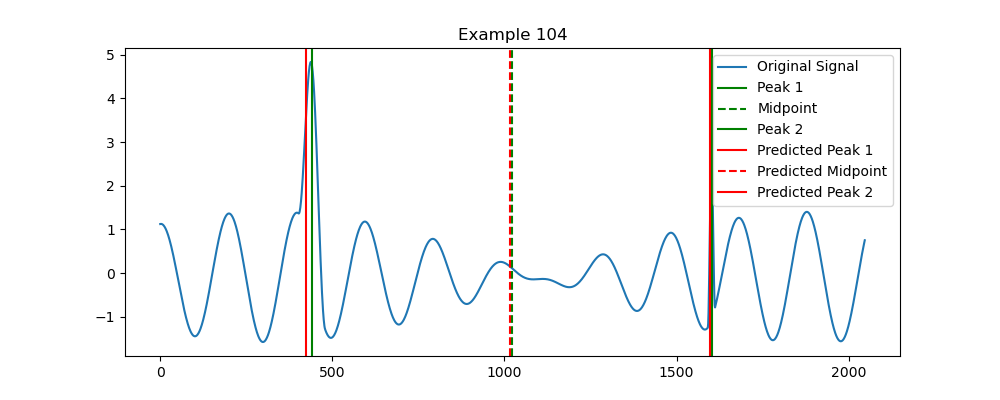 Example 104
5
4
3
2
1
0
−1
0
500
1000
1500
2000
Original Signal
Peak 1
Midpoint
Peak 2
Predicted Peak 1
Predicted Midpoint
Predicted Peak 2